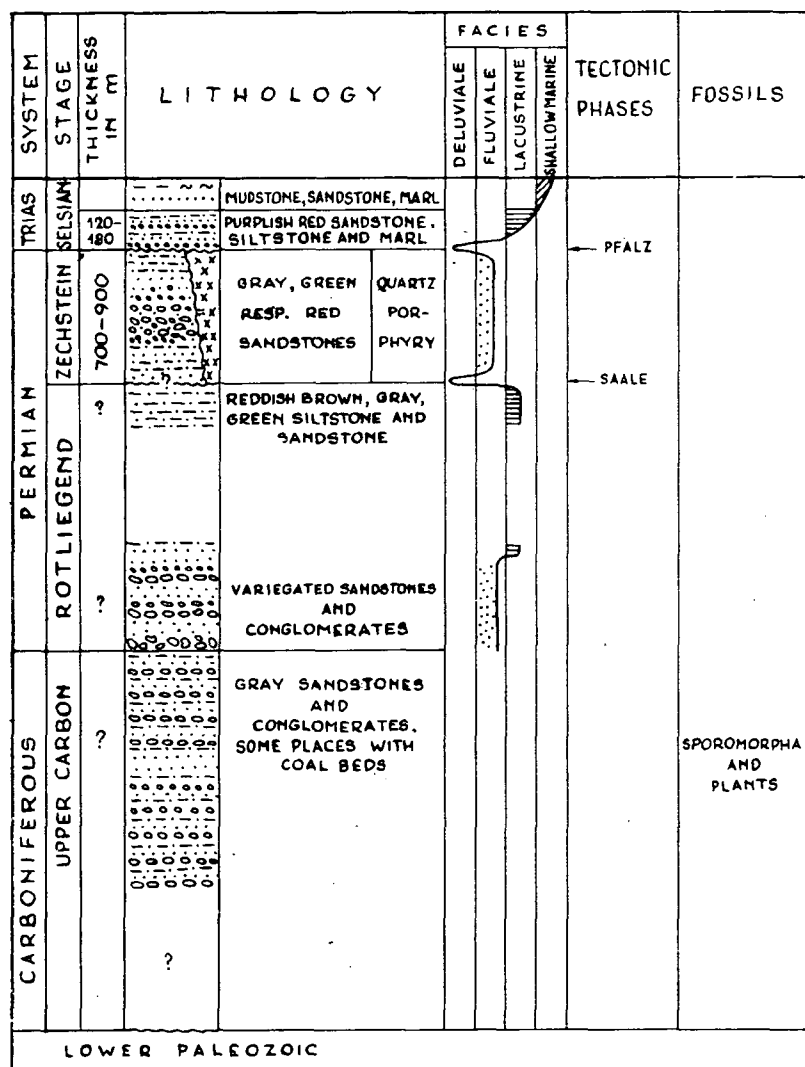 SYSTEM
STAGE
THICKNESS
IN M
LITHOLOGY
FACIES
DELUVIALE
FLUVIALE
LACUSTRINE
SHALLOW MARINE
TECTONIC
PHASES
FOSSILS
TRIAS
SELSIAN
MUDSTONE, SANDSTONE, MARL
120-
180
PURPLISH RED SANDSTONE.
SILTSTONE AND MARL
PFALZ
PERMIAN
ZECHSTEIN
700-900
GRAY, GREEN
RESP. RED
SANDSTONES
QUARTZ
POR-
PHYRY
?
SAALE
ROTLIEGEND
?
REDDISH BROWN, GRAY,
GREEN SILTSTONE AND
SANDSTONE
?
VARIEGATED SANDSTONES
AND
CONGLOMERATES
CARBONIFEROUS
UPPER CARBON
?
GRAY SANDSTONES
AND
CONGLOMERATES.
SOME PLACES WITH
COAL BEDS
SPOROMORPHA
AND
PLANTS
?
LOWER PALEOZOIC